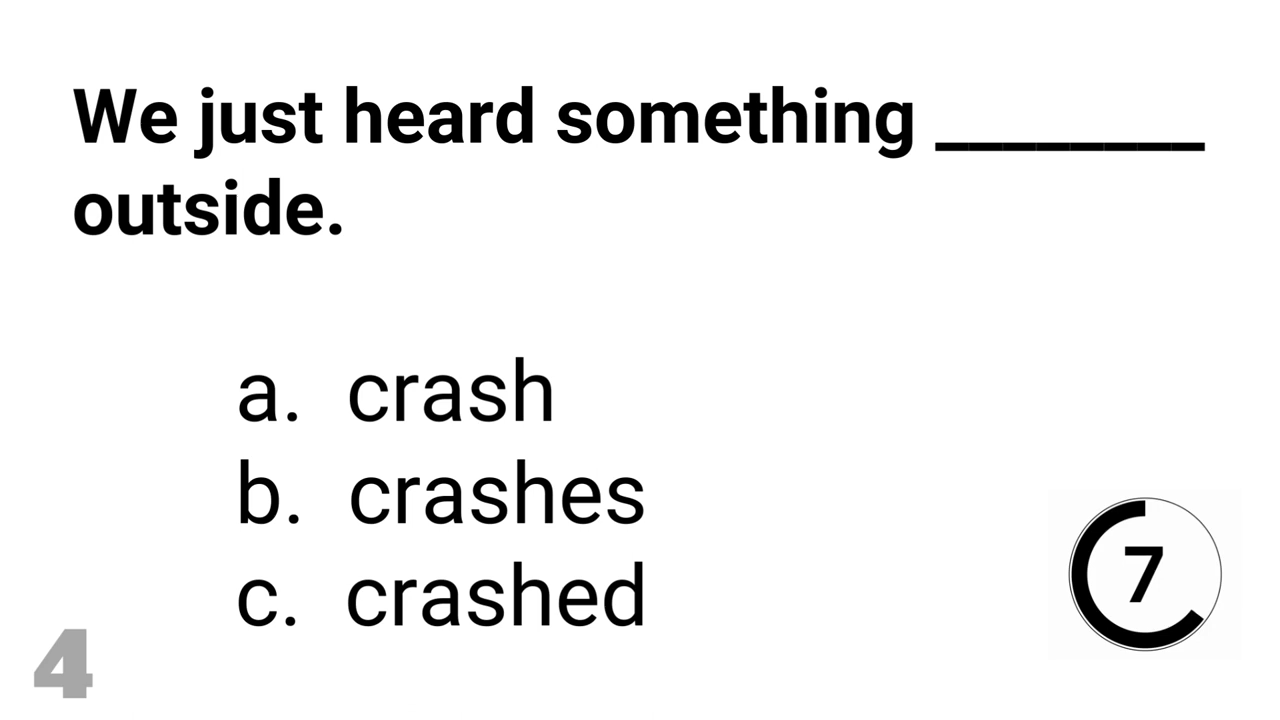 We just heard something ________
outside.
a. crash
b. crashes
c. crashed
7
4